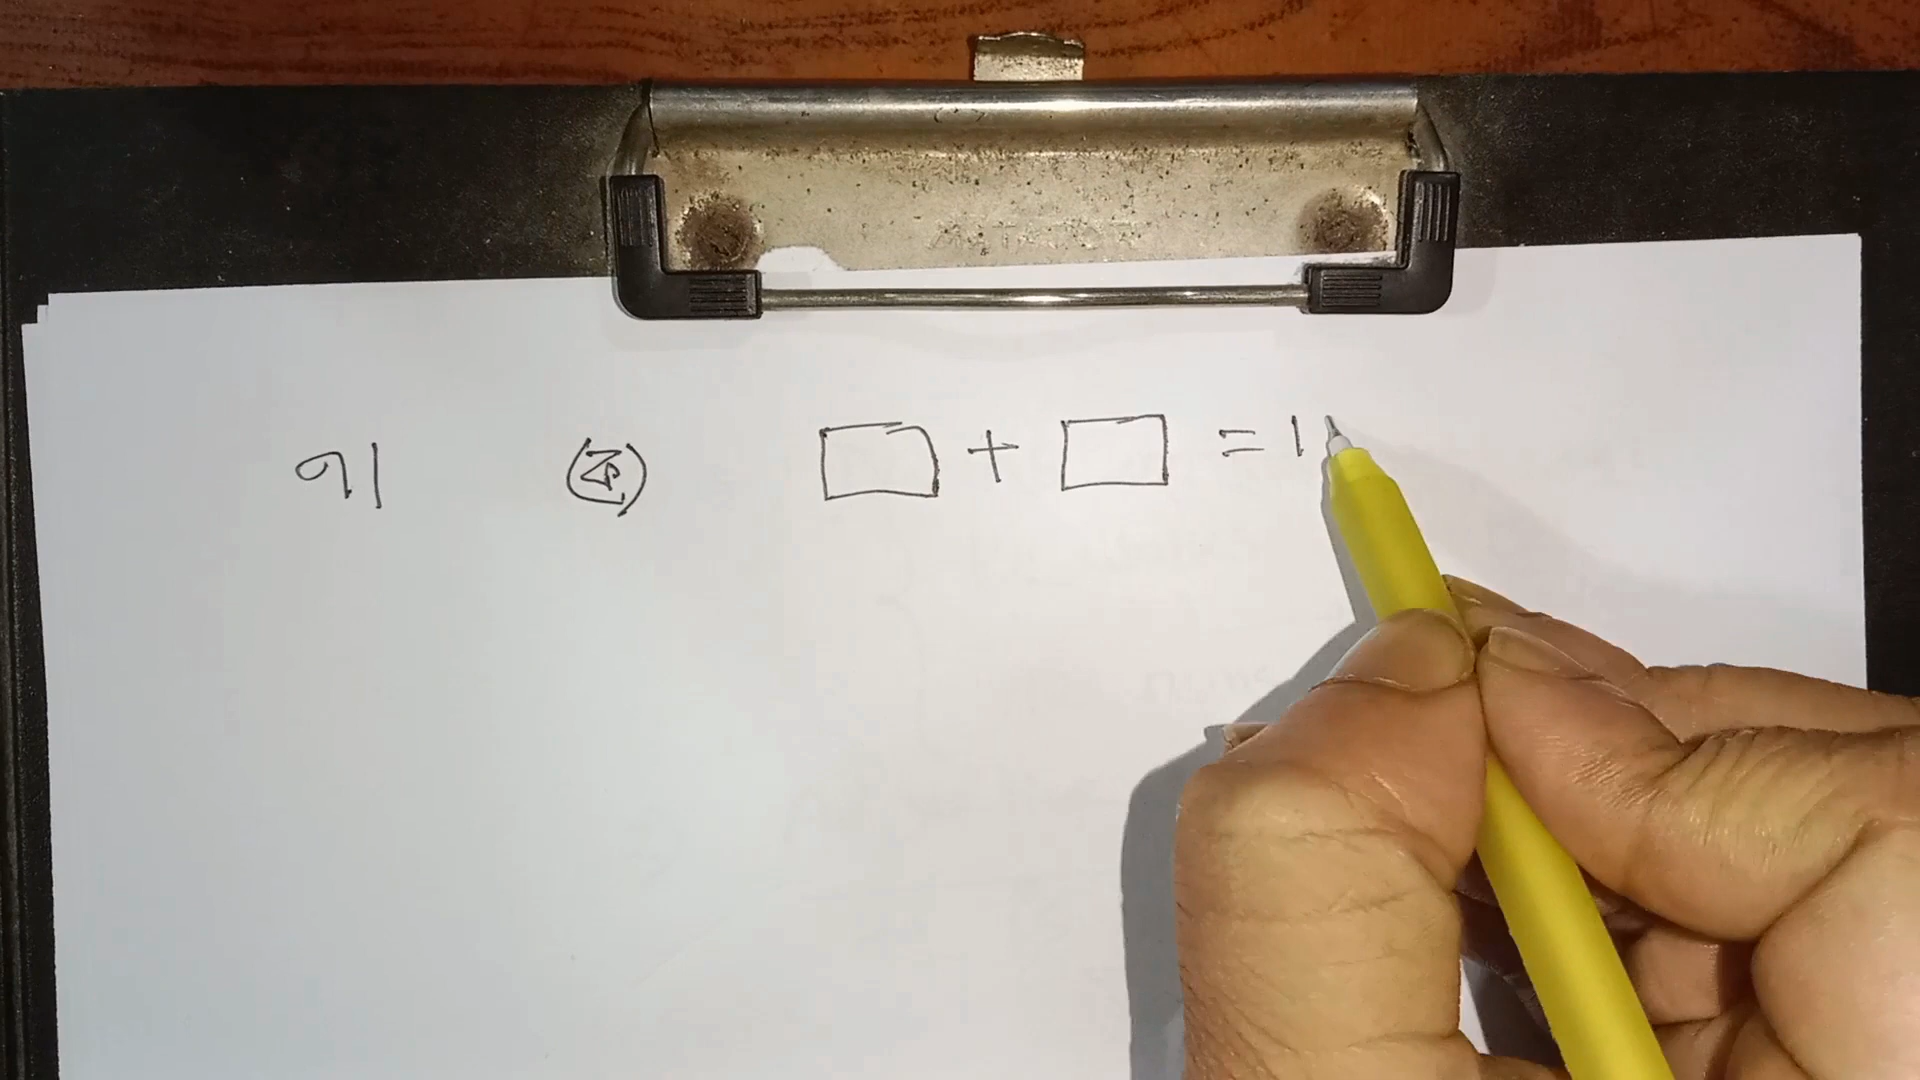 ৭। (ক) □ + □ = 1